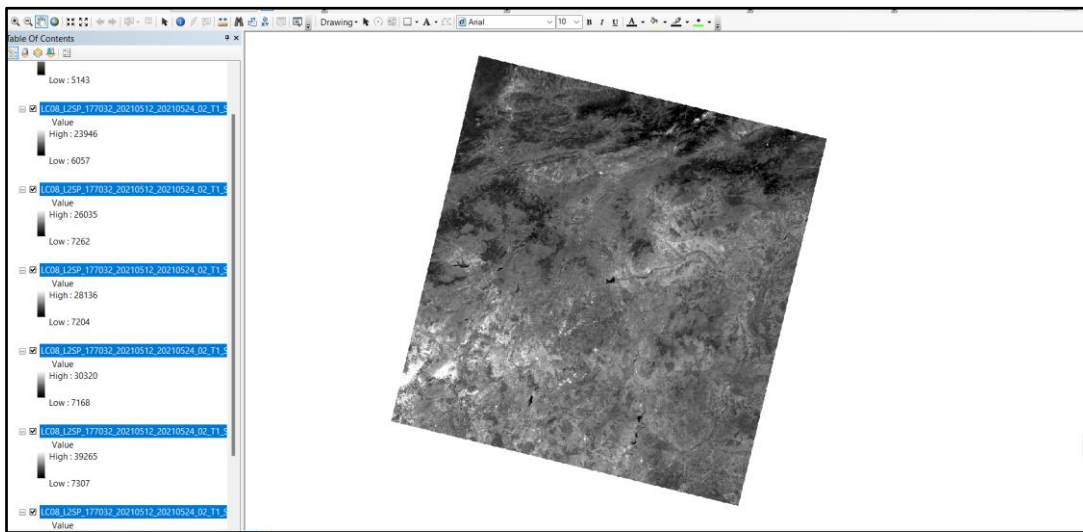 Drawing
A
Arial
10
B I U A
Table Of Contents
Low : 5143
LC08_L2SP_177032_20210512_20210524_02_T1_S
Value
High : 23946
Low : 6057
LC08_L2SP_177032_20210512_20210524_02_T1_S
Value
High : 26035
Low : 7262
LC08_L2SP_177032_20210512_20210524_02_T1_S
Value
High : 28136
Low : 7204
LC08_L2SP_177032_20210512_20210524_02_T1_S
Value
High : 30320
Low : 7168
LC08_L2SP_177032_20210512_20210524_02_T1_S
Value
High : 39265
Low : 7307
LC08_L2SP_177032_20210512_20210524_02_T1_S
Value